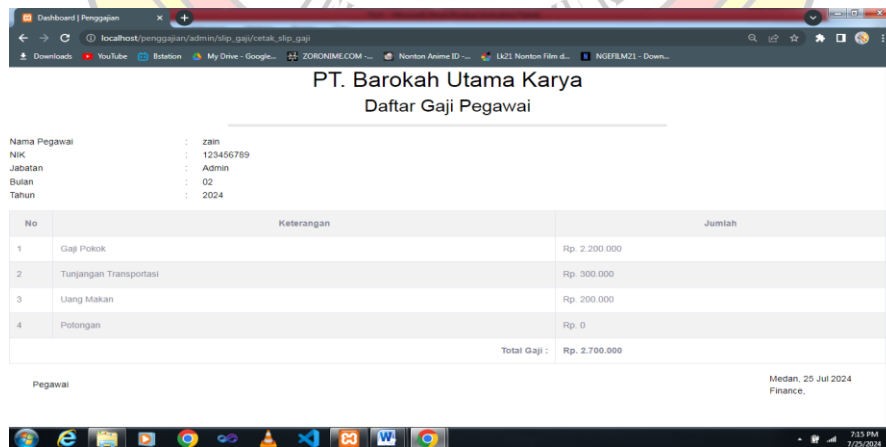 Dashboard | Penggajian
localhost/penggajian/admin/slip_gaji/cetak_slip_gaji
Downloads YouTube Bstation My Drive - Google... ZORONIME.COM -... Nonton Anime ID -... Lk21 Nonton Film d... NGEFILM21 - Down...
PT. Barokah Utama Karya
Daftar Gaji Pegawai
Nama Pegawai : zain
NIK : 123456789
Jabatan : Admin
Bulan : 02
Tahun : 2024
No Keterangan Jumlah
1 Gaji Pokok Rp. 2.200.000
2 Tunjangan Transportasi Rp. 300.000
3 Uang Makan Rp. 200.000
4 Potongan Rp. 0
Total Gaji : Rp. 2.700.000
Pegawai
Medan, 25 Jul 2024
Finance,
7:15 PM
7/25/2024